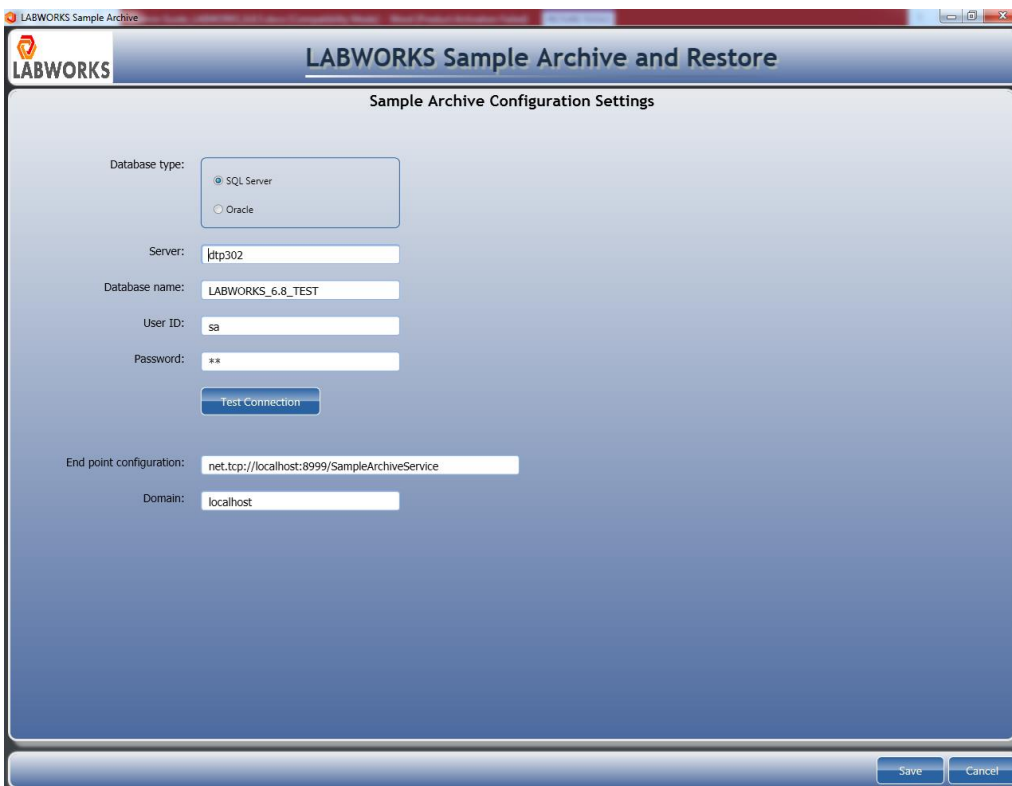 LABWORKS Sample Archive
LABWORKS
LABWORKS Sample Archive and Restore
Sample Archive Configuration Settings
Database type:
SQL Server
Oracle
Server: dtp302
Database name: LABWORKS_6.8_TEST
User ID: sa
Password: **
Test Connection
End point configuration: net.tcp://localhost:8999/SampleArchiveService
Domain: localhost
Save Cancel